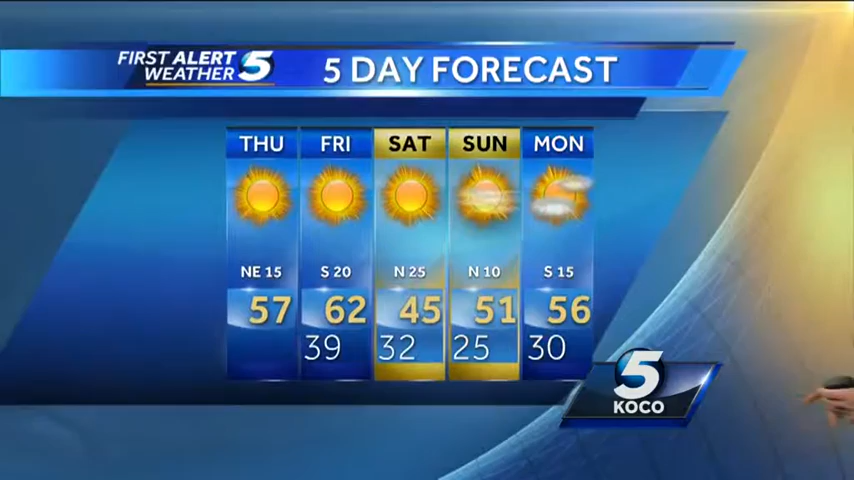 FIRST ALERT
WEATHER 5
5 DAY FORECAST
THU FRI SAT SUN MON
NE 15 S 20 N 25 N 10 S 15
57 62 45 51 56
39 32 25 30
5
KOCO